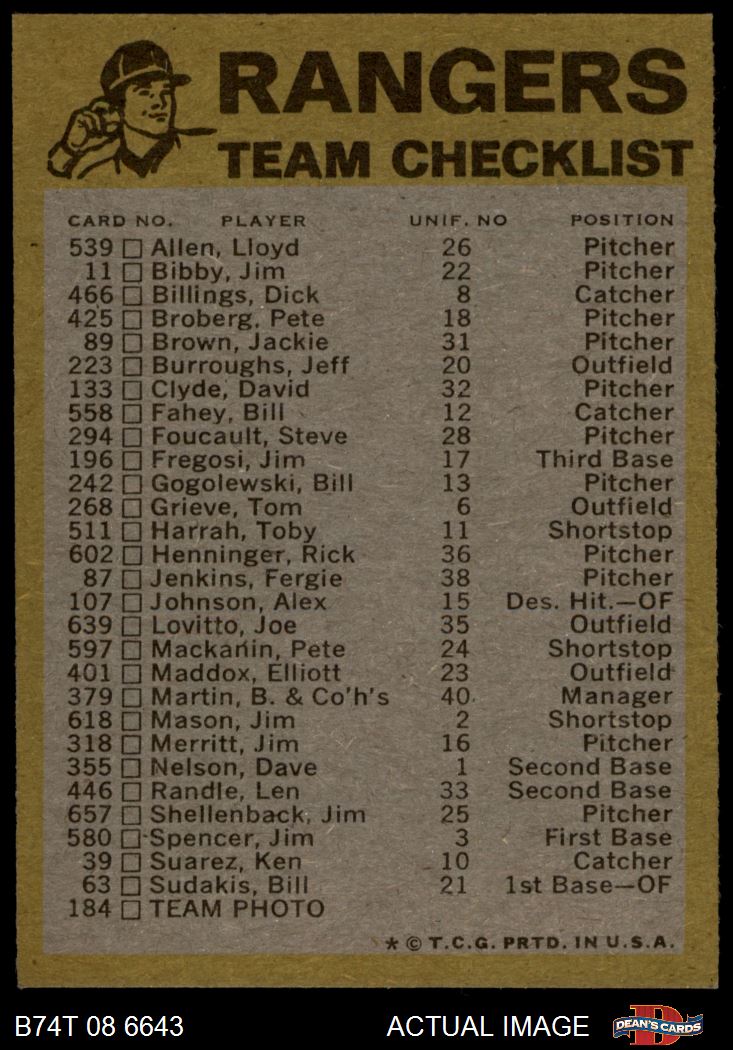 RANGERS
TEAM CHECKLIST
CARD NO. PLAYER UNIF. NO POSITION
539 Allen, Lloyd 26 Pitcher
11 Bibby, Jim 22 Pitcher
466 Billings, Dick 8 Catcher
425 Broberg, Pete 18 Pitcher
89 Brown, Jackie 31 Pitcher
223 Burroughs, Jeff 20 Outfield
133 Clyde, David 32 Pitcher
558 Fahey, Bill 12 Catcher
294 Foucault, Steve 28 Pitcher
196 Fregosi, Jim 17 Third Base
242 Gogolewski, Bill 13 Pitcher
268 Grieve, Tom 6 Outfield
511 Harrah, Toby 11 Shortstop
602 Henninger, Rick 36 Pitcher
87 Jenkins, Fergie 38 Pitcher
107 Johnson, Alex 15 Des. Hit.—OF
639 Lovitto, Joe 35 Outfield
597 Mackanin, Pete 24 Shortstop
401 Maddox, Elliott 23 Outfield
379 Martin, B. & Co'h's 40 Manager
618 Mason, Jim 2 Shortstop
318 Merritt, Jim 16 Pitcher
355 Nelson, Dave 1 Second Base
446 Randle, Len 33 Second Base
657 Shellenback, Jim 25 Pitcher
580 Spencer, Jim 3 First Base
39 Suarez, Ken 10 Catcher
63 Sudakis, Bill 21 1st Base—OF
184 TEAM PHOTO
* © T.C.G. PRTD. IN U.S.A.
B74T 08 6643 ACTUAL IMAGE DEAN'S CARDS